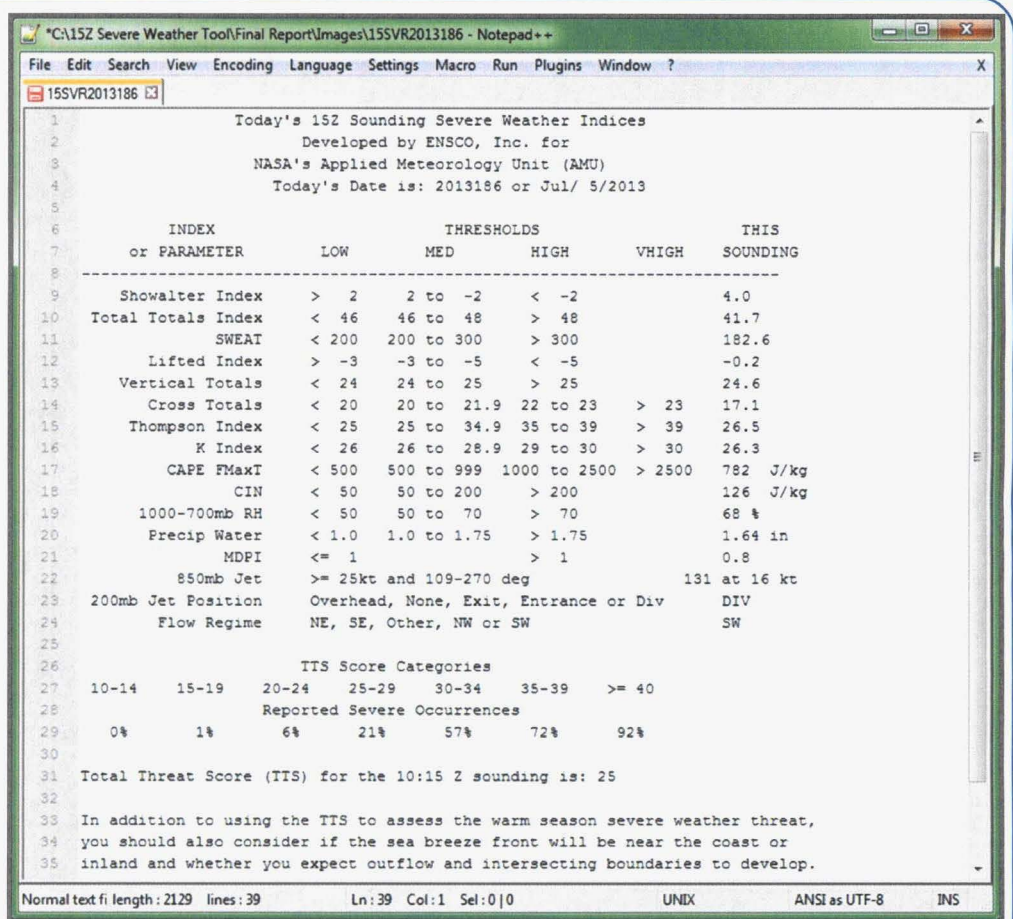 *C:\15Z Severe Weather Tool\Final Report\Images\15SVR2013186 - Notepad++
File Edit Search View Encoding Language Settings Macro Run Plugins Window ? X
15SVR2013186
1 Today's 15Z Sounding Severe Weather Indices
2 Developed by ENSCO, Inc. for
3 NASA's Applied Meteorology Unit (AMU)
4 Today's Date is: 2013186 or Jul/ 5/2013
5
6 INDEX THRESHOLDS THIS
7 or PARAMETER LOW MED HIGH VHIGH SOUNDING
8 --------------------------------------------------------------------------
9 Showalter Index > 2 2 to -2 < -2 4.0
10 Total Totals Index < 46 46 to 48 > 48 41.7
11 SWEAT < 200 200 to 300 > 300 182.6
12 Lifted Index > -3 -3 to -5 < -5 -0.2
13 Vertical Totals < 24 24 to 25 > 25 24.6
14 Cross Totals < 20 20 to 21.9 22 to 23 > 23 17.1
15 Thompson Index < 25 25 to 34.9 35 to 39 > 39 26.5
16 K Index < 26 26 to 28.9 29 to 30 > 30 26.3
17 CAPE FMaxT < 500 500 to 999 1000 to 2500 > 2500 782 J/kg
18 CIN < 50 50 to 200 > 200 126 J/kg
19 1000-700mb RH < 50 50 to 70 > 70 68 %
20 Precip Water < 1.0 1.0 to 1.75 > 1.75 1.64 in
21 MDPI <= 1 > 1 0.8
22 850mb Jet >= 25kt and 109-270 deg 131 at 16 kt
23 200mb Jet Position Overhead, None, Exit, Entrance or Div DIV
24 Flow Regime NE, SE, Other, NW or SW SW
25
26 TTS Score Categories
27 10-14 15-19 20-24 25-29 30-34 35-39 >= 40
28 Reported Severe Occurrences
29 0% 1% 6% 21% 57% 72% 92%
30
31 Total Threat Score (TTS) for the 10:15 Z sounding is: 25
32
33 In addition to using the TTS to assess the warm season severe weather threat,
34 you should also consider if the sea breeze front will be near the coast or
35 inland and whether you expect outflow and intersecting boundaries to develop.
Normal text fi length : 2129 lines : 39 Ln : 39 Col : 1 Sel : 0 | 0 UNIX ANSI as UTF-8 INS